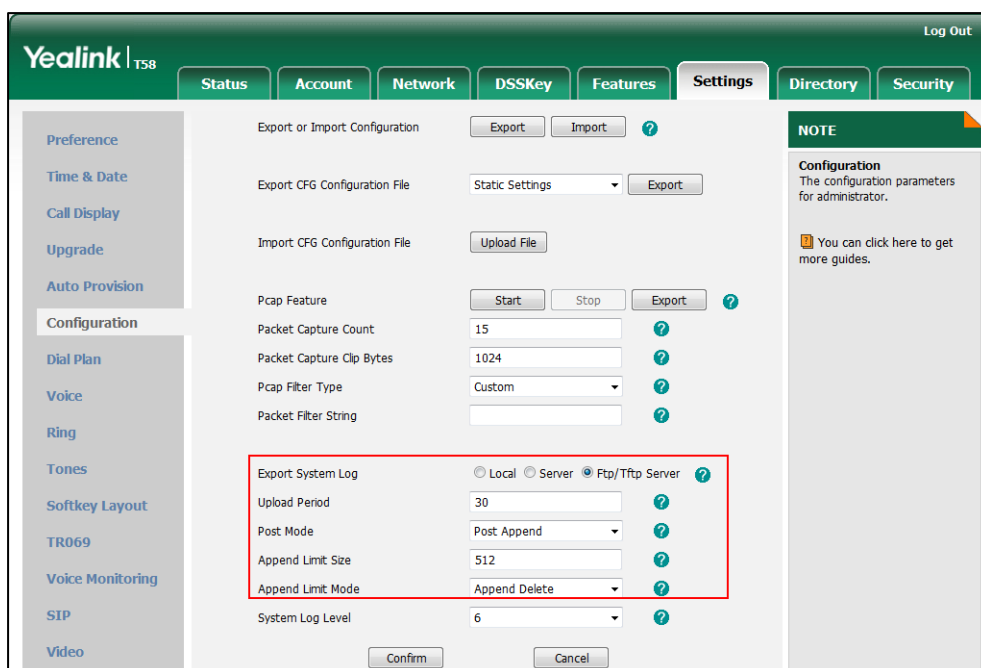 Log Out
Yealink T58
Status Account Network DSSKey Features Settings Directory Security
Preference
Time & Date
Call Display
Upgrade
Auto Provision
Configuration
Dial Plan
Voice
Ring
Tones
Softkey Layout
TR069
Voice Monitoring
SIP
Video
Export or Import Configuration Export Import ?
Export CFG Configuration File Static Settings Export
Import CFG Configuration File Upload File
Pcap Feature Start Stop Export ?
Packet Capture Count 15 ?
Packet Capture Clip Bytes 1024 ?
Pcap Filter Type Custom ?
Packet Filter String ?
Export System Log Local Server Ftp/Tftp Server ?
Upload Period 30 ?
Post Mode Post Append ?
Append Limit Size 512 ?
Append Limit Mode Append Delete ?
System Log Level 6 ?
Confirm Cancel
NOTE
Configuration
The configuration parameters
for administrator.
? You can click here to get
more guides.